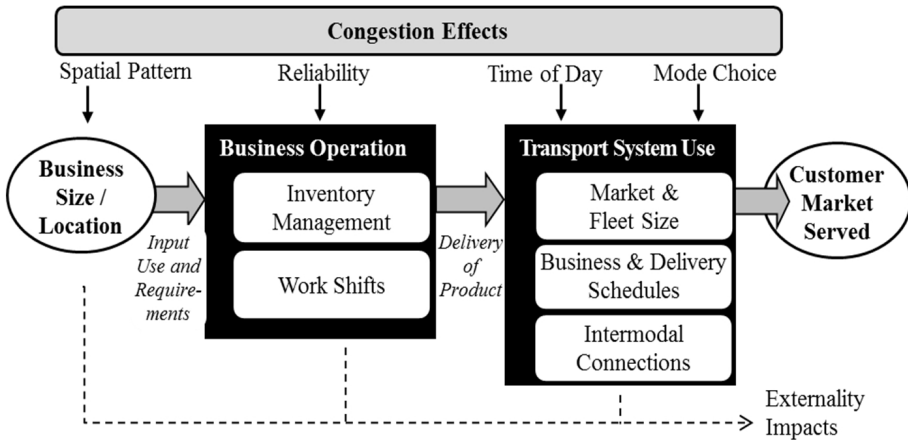 Congestion Effects
Spatial Pattern
Reliability
Time of Day
Mode Choice
Business
Size /
Location
Input
Use and
Require-
ments
Business Operation
Inventory
Management
Work Shifts
Delivery
of
Product
Transport System Use
Market &
Fleet Size
Business & Delivery
Schedules
Intermodal
Connections
Customer
Market
Served
Externality
Impacts